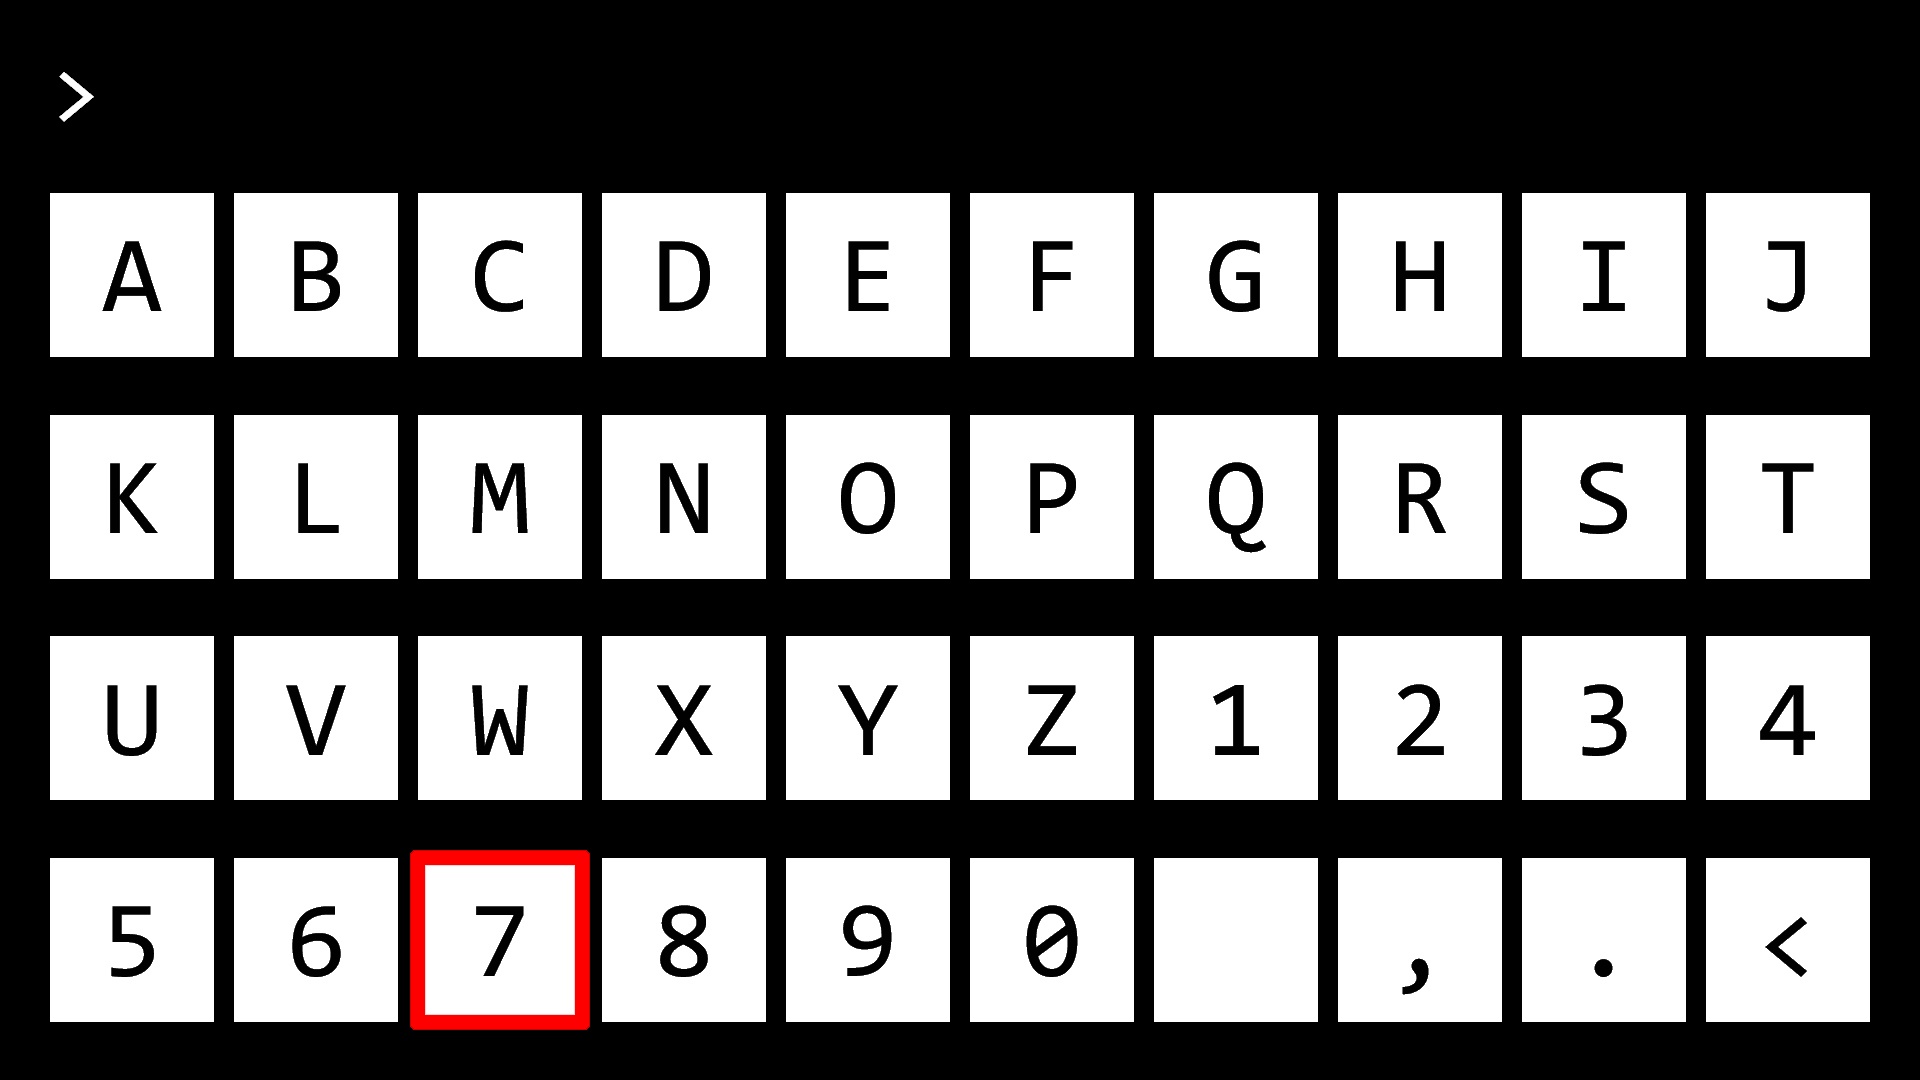 >
A B C D E F G H I J
K L M N O P Q R S T
U V W X Y Z 1 2 3 4
5 6 7 8 9 0 , . <